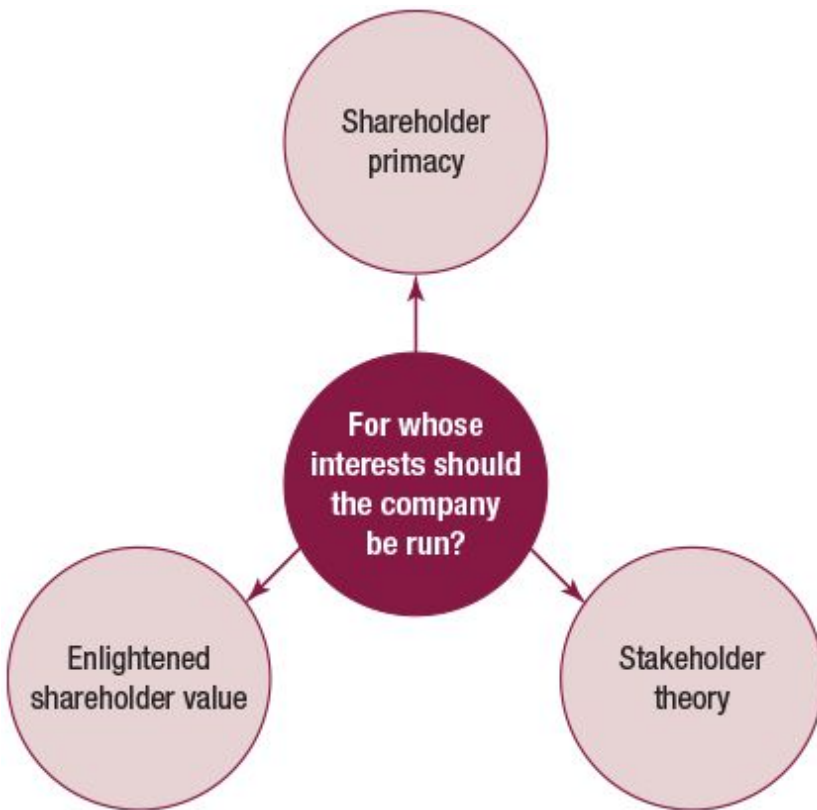 Shareholder
primacy
For whose
interests should
the company
be run?
Enlightened
shareholder value
Stakeholder
theory